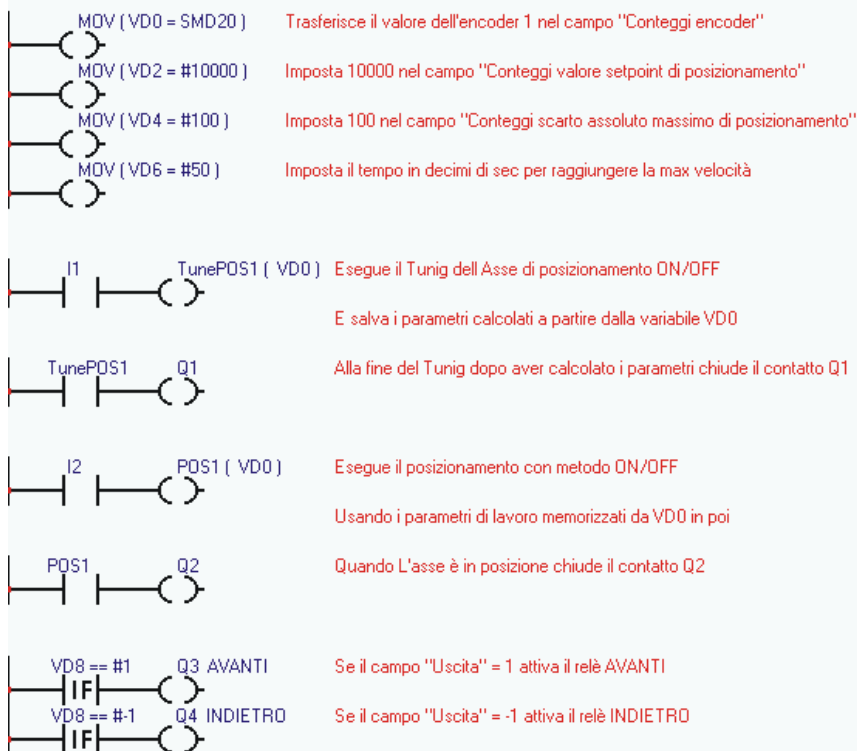 MOV ( VD0 = SMD20 ) Trasferisce il valore dell'encoder 1 nel campo "Conteggi encoder"
MOV ( VD2 = #10000 ) Imposta 10000 nel campo "Conteggi valore setpoint di posizionamento"
MOV ( VD4 = #100 ) Imposta 100 nel campo "Conteggi scarto assoluto massimo di posizionamento"
MOV ( VD6 = #50 ) Imposta il tempo in decimi di sec per raggiungere la max velocità
I1 TunePOS1 ( VD0 ) Esegue il Tunig dell Asse di posizionamento ON/OFF
E salva i parametri calcolati a partire dalla variabile VD0
TunePOS1 Q1 Alla fine del Tunig dopo aver calcolato i parametri chiude il contatto Q1
I2 POS1 ( VD0 ) Esegue il posizionamento con metodo ON/OFF
Usando i parametri di lavoro memorizzati da VD0 in poi
POS1 Q2 Quando L'asse è in posizione chiude il contatto Q2
VD8 == #1 Q3 AVANTI Se il campo "Uscita" = 1 attiva il relè AVANTI
IF
VD8 == #-1 Q4 INDIETRO Se il campo "Uscita" = -1 attiva il relè INDIETRO
IF